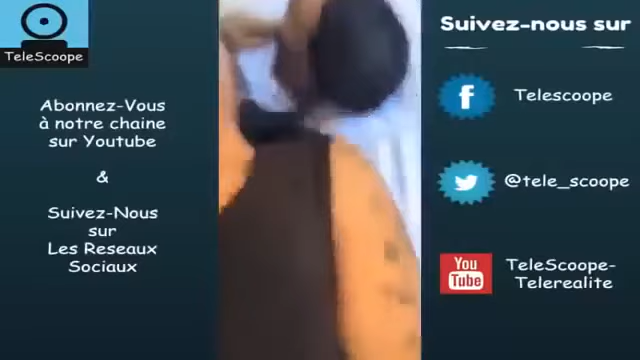 TeleScoope
Abonnez-Vous
à notre chaine
sur Youtube
&
Suivez-Nous
sur
Les Reseaux
Sociaux
Suivez-nous sur
f
Telescoope
@tele_scoope
You
Tube
TeleScoope-
Telerealite